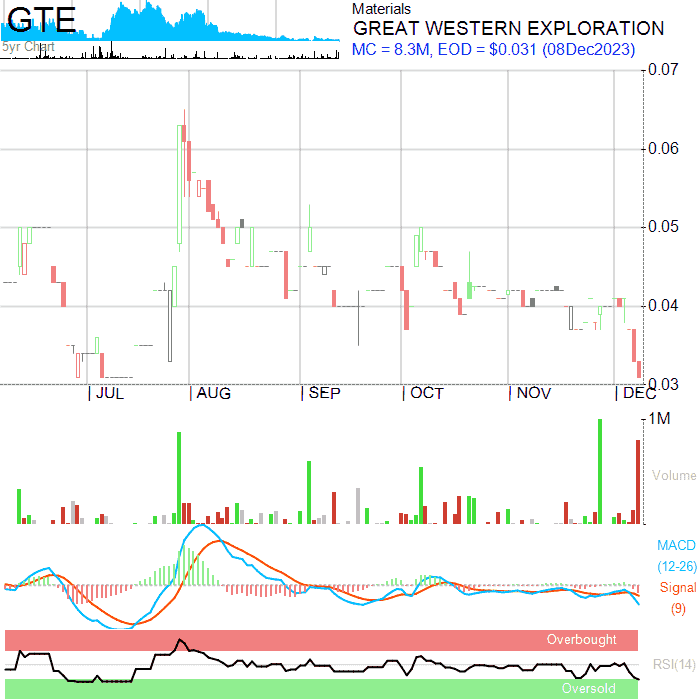 GTE
5yr Chart
Materials
GREAT WESTERN EXPLORATION
MC = 8.3M, EOD = $0.031 (08Dec2023)
0.07
0.06
0.05
0.04
0.03
JUL
AUG
SEP
OCT
NOV
DEC
1M
Volume
MACD
(12-26)
Signal
(9)
Overbought
RSI(14)
Oversold